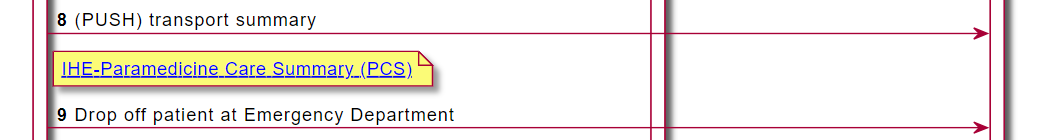 8 (PUSH) transport summary
IHE-Paramedicine Care Summary (PCS)
9 Drop off patient at Emergency Department